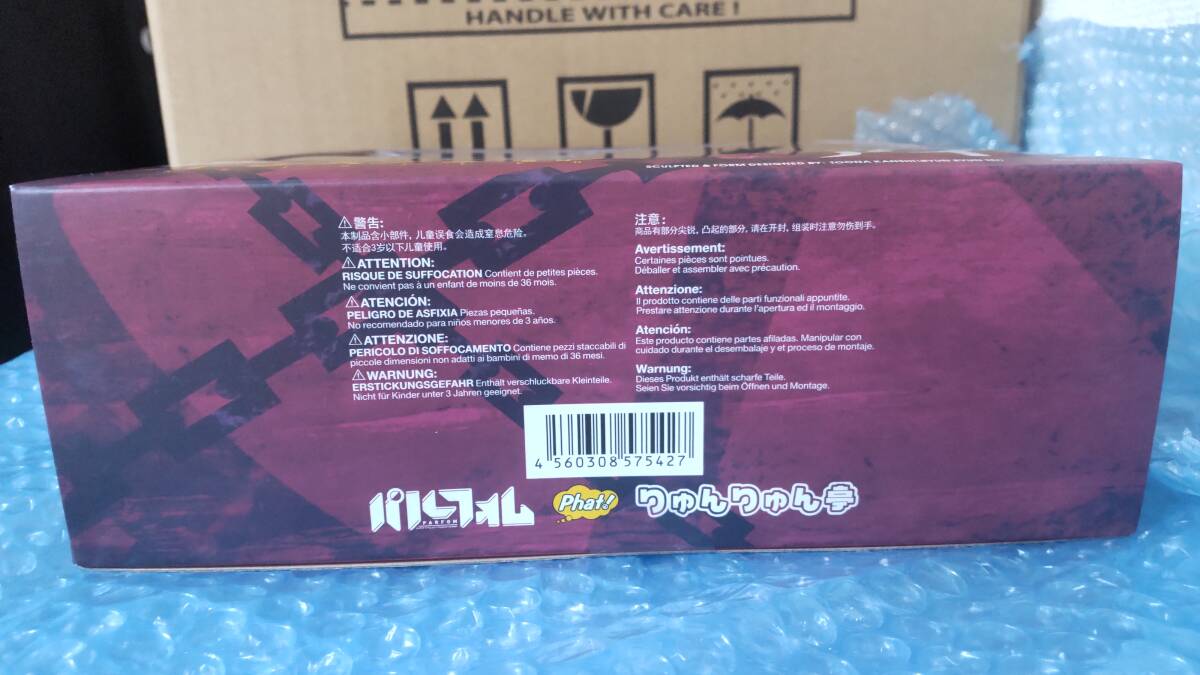 HANDLE WITH CARE !
SCULPTED & FORM DESIGNED BY:
⚠警告:
本制品含小部件, 儿童误食会造成窒息危险。
不适合3岁以下儿童使用。
⚠ATTENTION:
RISQUE DE SUFFOCATION Contient de petites pièces.
Ne convient pas á un enfant de moins de 36 mois.
⚠ATENCIÓN:
PELIGRO DE ASFIXIA Piezas pequeñas.
No recomendado para niños menores de 3 años.
⚠ATTENZIONE:
PERICOLO DI SOFFOCAMENTO Contiene pezzi staccabili di
piccole dimensioni non adatti ai bambini di memo di 36 mesi.
⚠WARNUNG:
ERSTICKUNGSGEFAHR Enthält verschluckbare Kleinteile.
Nicht für Kinder unter 3 Jahren geeignet.
注意:
商品有部分尖锐, 凸起的部分, 请在开封, 组装时注意勿伤到手。
Avertissement:
Certaines pièces sont pointues.
Déballer et assembler avec précaution.
Attenzione:
Il prodotto contiene delle parti funzionali appuntite.
Prestare attenzione durante l'apertura ed il montaggio.
Atención:
Este producto contiene partes afiladas. Manipular con
cuidado durante el desembalaje y et proceso de montaje.
Warnung:
Dieses Produkt enthält scharfe Teile.
Seien Sie vorsichtig beim Öffnen und Montage.
4 560308 575427
パルフォム
PARFOM
Phat!
りゅんりゅん亭